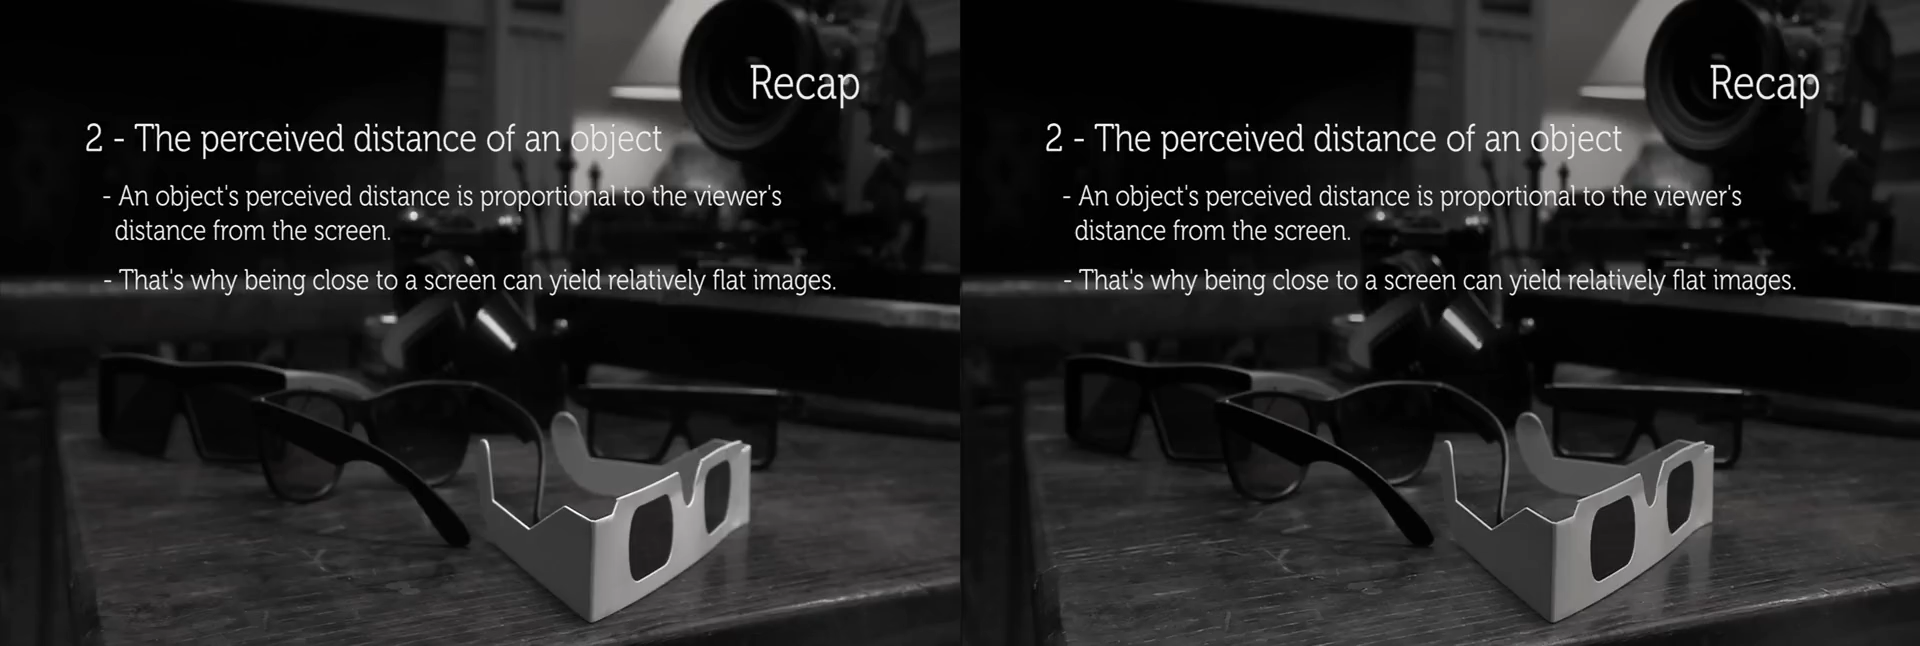 Recap
2 - The perceived distance of an object
- An object's perceived distance is proportional to the viewer's
distance from the screen.
- That's why being close to a screen can yield relatively flat images.
Recap
2 - The perceived distance of an object
- An object's perceived distance is proportional to the viewer's
distance from the screen.
- That's why being close to a screen can yield relatively flat images.